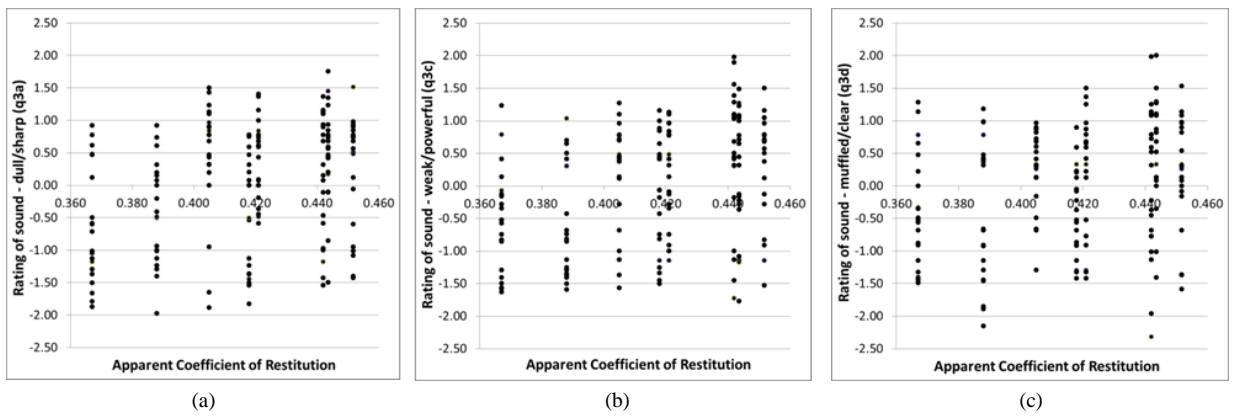 2.50
2.00
1.50
1.00
0.50
0.00
-0.50
-1.00
-1.50
-2.00
-2.50
0.360 0.380 0.400 0.420 0.440 0.460
Rating of sound - dull/sharp (q3a)
Apparent Coefficient of Restitution
(a)
2.50
2.00
1.50
1.00
0.50
0.00
-0.50
-1.00
-1.50
-2.00
-2.50
0.360 0.380 0.400 0.420 0.440 0.460
Rating of sound - weak/powerful (q3c)
Apparent Coefficient of Restitution
(b)
2.50
2.00
1.50
1.00
0.50
0.00
-0.50
-1.00
-1.50
-2.00
-2.50
0.360 0.380 0.400 0.420 0.440 0.460
Rating of sound - muffled/clear (q3d)
Apparent Coefficient of Restitution
(c)